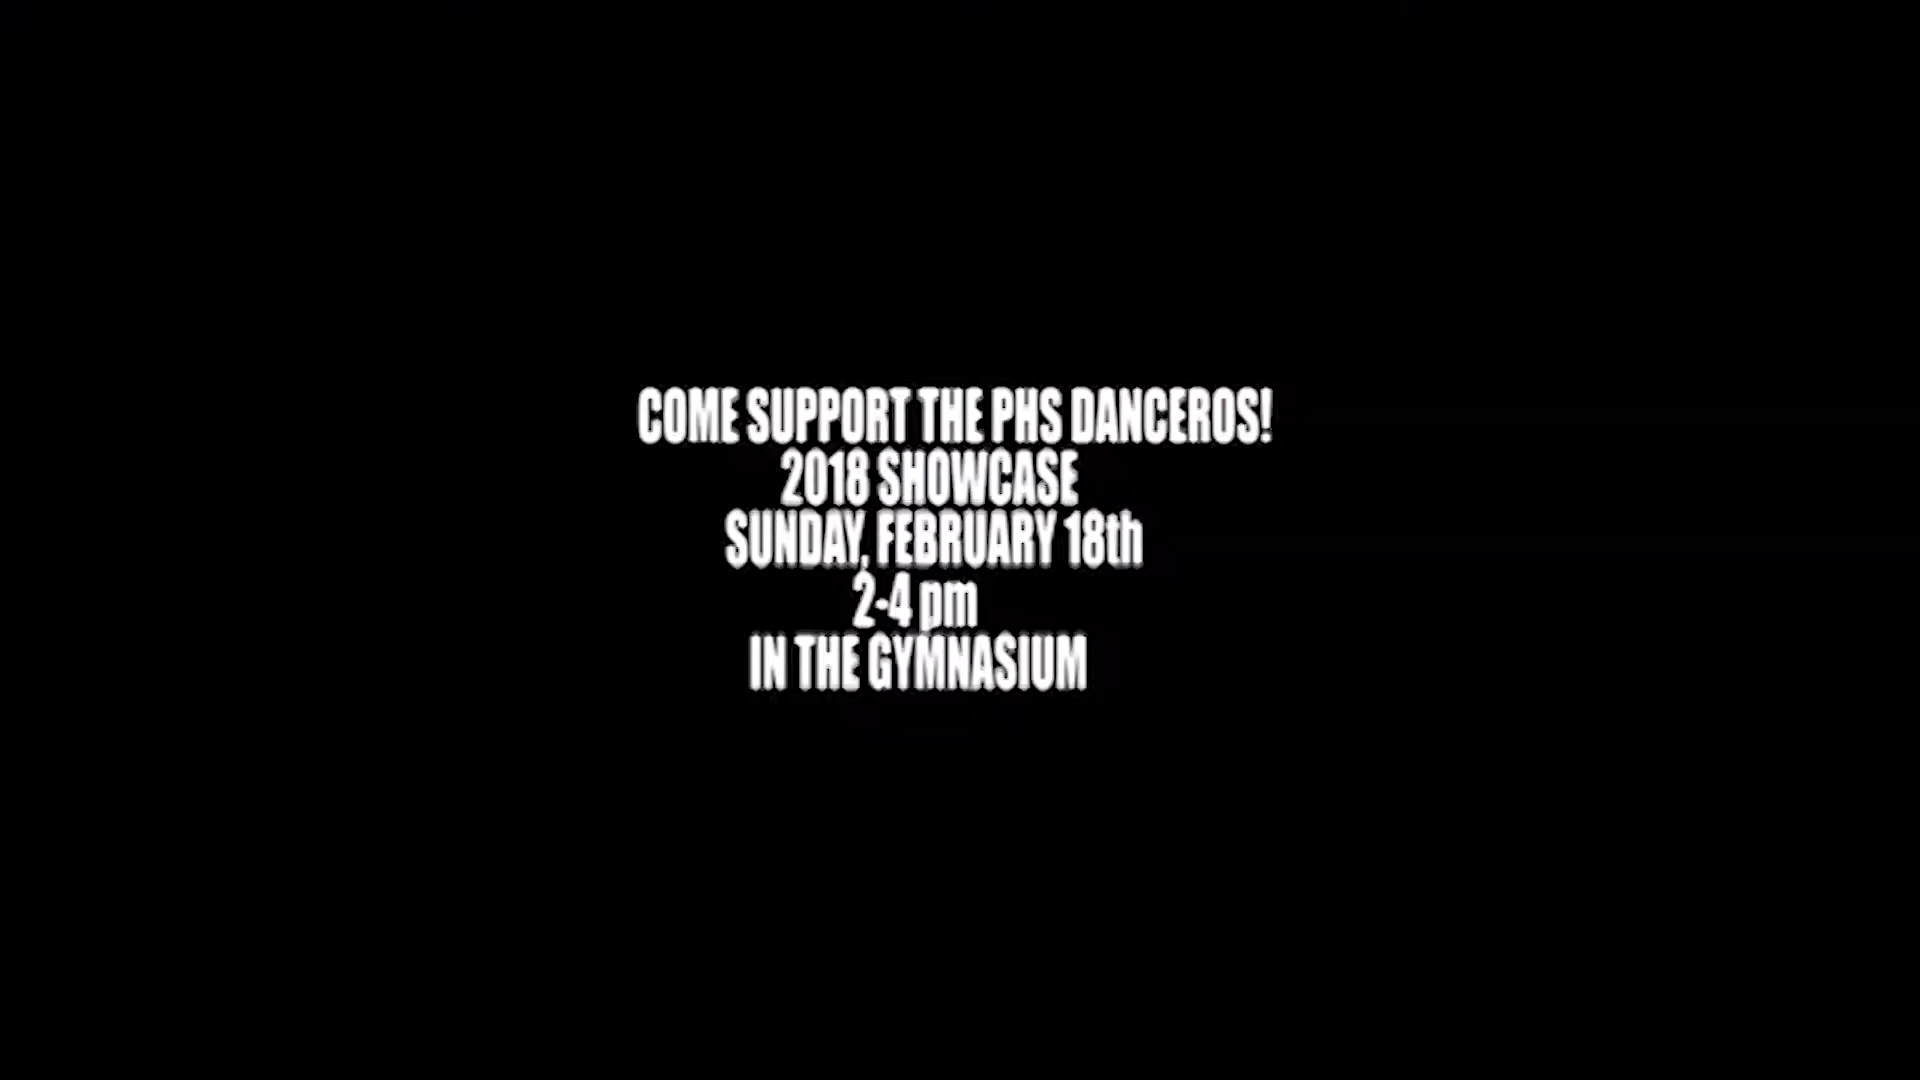 COME SUPPORT THE PHS DANCEROS!
2018 SHOWCASE
SUNDAY, FEBRUARY 18th
2-4 pm
IN THE GYMNASIUM